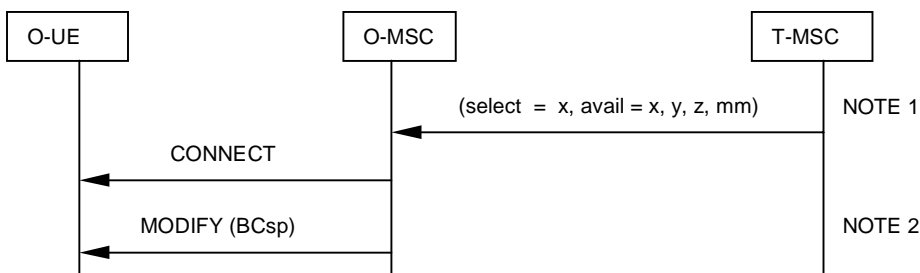 O-UE
O-MSC
T-MSC
(select = x, avail = x, y, z, mm)
NOTE 1
CONNECT
MODIFY (BCsp)
NOTE 2